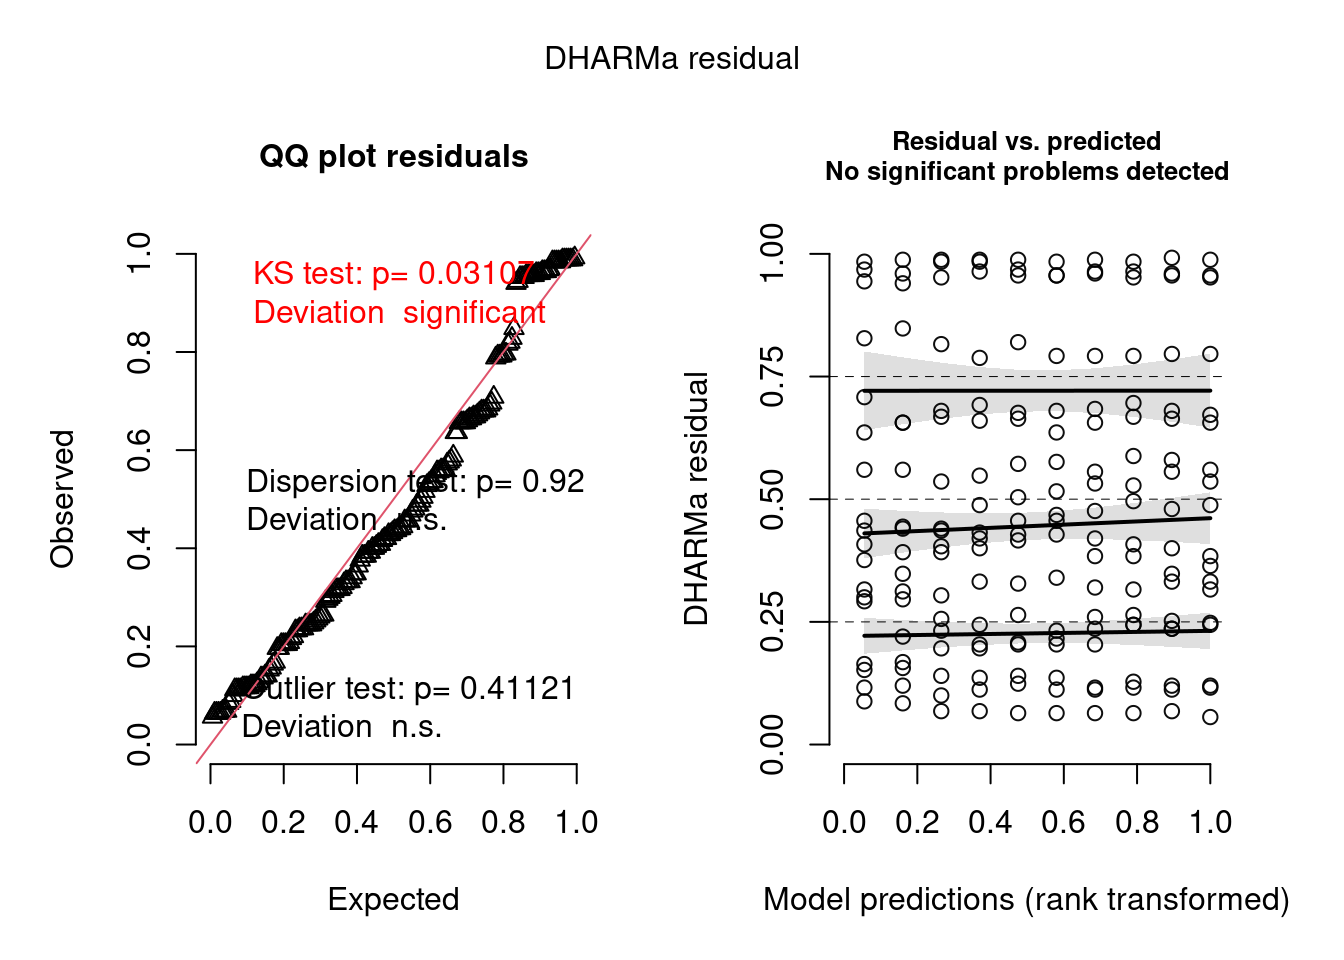 DHARMa residual
QQ plot residuals
KS test: p= 0.03107
Deviation  significant
Dispersion test: p= 0.92
Deviation  n.s.
Outlier test: p= 0.41121
Deviation  n.s.
Observed
0.0 0.2 0.4 0.6 0.8 1.0
0.0 0.2 0.4 0.6 0.8 1.0
Expected
Residual vs. predicted
No significant problems detected
DHARMa residual
0.00 0.25 0.50 0.75 1.00
0.0 0.2 0.4 0.6 0.8 1.0
Model predictions (rank transformed)